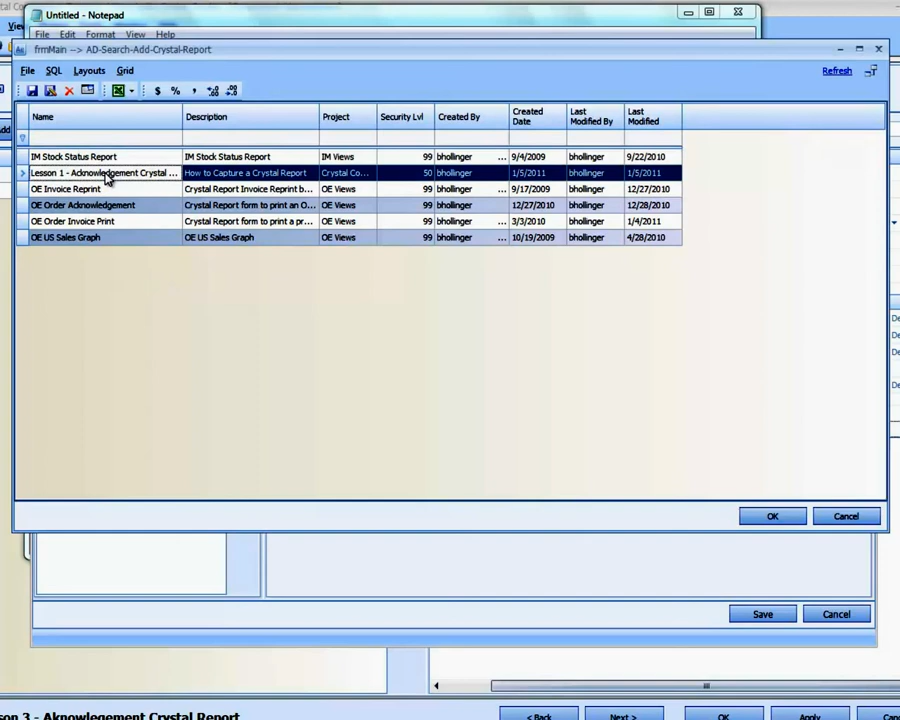 Untitled - Notepad
File Edit Format View Help
frmMain --> AD-Search-Add-Crystal-Report
File SQL Layouts Grid Refresh
$ % ,
Name Description Project Security Lvl Created By Created Date Last Modified By Last Modified
IM Stock Status Report IM Stock Status Report IM Views 99 bhollinger ... 9/4/2009 bhollinger 9/22/2010
Lesson 1 - Aknowledgement Crystal ... How to Capture a Crystal Report Crystal Co... 50 bhollinger 1/5/2011 bhollinger 1/5/2011
OE Invoice Reprint Crystal Report Invoice Reprint b... OE Views 99 bhollinger ... 9/17/2009 bhollinger 12/27/2010
OE Order Acknowledgement Crystal Report form to print an O... OE Views 99 bhollinger 12/27/2010 bhollinger 12/28/2010
OE Order Invoice Print Crystal Report form to print a pr... OE Views 99 bhollinger ... 3/3/2010 bhollinger 1/4/2011
OE US Sales Graph OE US Sales Graph OE Views 99 bhollinger ... 10/19/2009 bhollinger 4/28/2010
OK Cancel
Save Cancel
sson 3 - Aknowlegement Crystal Report < Back Next > OK Apply